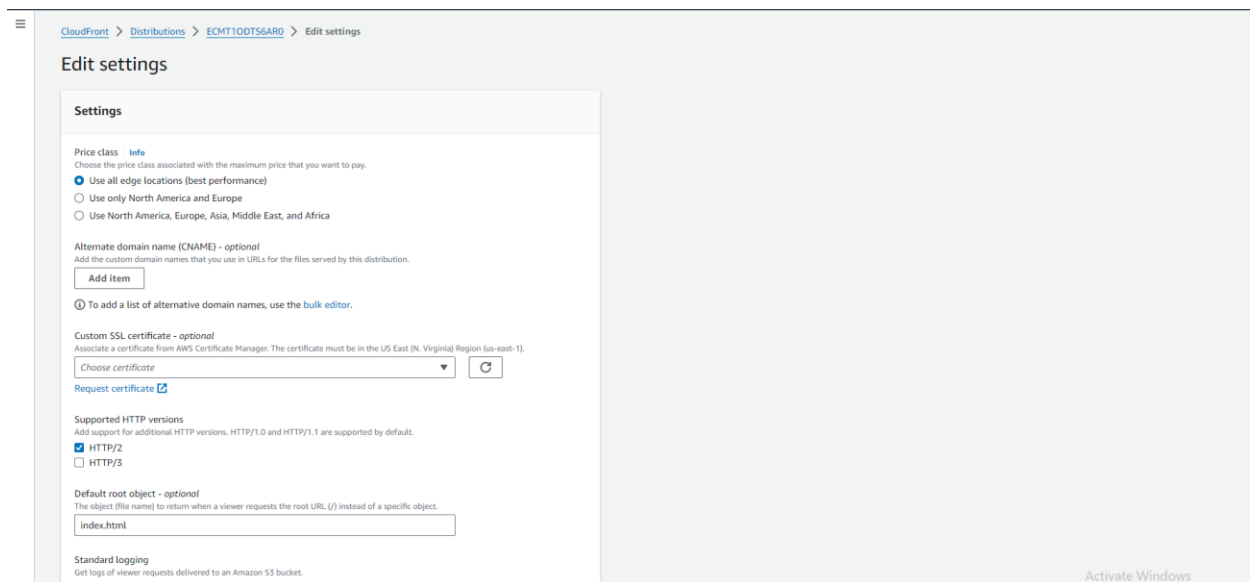 CloudFront > Distributions > ECMT1ODTS6AR0 > Edit settings
Edit settings
Settings
Price class Info
Choose the price class associated with the maximum price that you want to pay.
Use all edge locations (best performance)
Use only North America and Europe
Use North America, Europe, Asia, Middle East, and Africa
Alternate domain name (CNAME) - optional
Add the custom domain names that you use in URLs for the files served by this distribution.
Add item
To add a list of alternative domain names, use the bulk editor.
Custom SSL certificate - optional
Associate a certificate from AWS Certificate Manager. The certificate must be in the US East (N. Virginia) Region (us-east-1).
Choose certificate
Request certificate
Supported HTTP versions
Add support for additional HTTP versions. HTTP/1.0 and HTTP/1.1 are supported by default.
HTTP/2
HTTP/3
Default root object - optional
The object (file name) to return when a viewer requests the root URL (/) instead of a specific object.
index.html
Standard logging
Get logs of viewer requests delivered to an Amazon S3 bucket.
Activate Windows